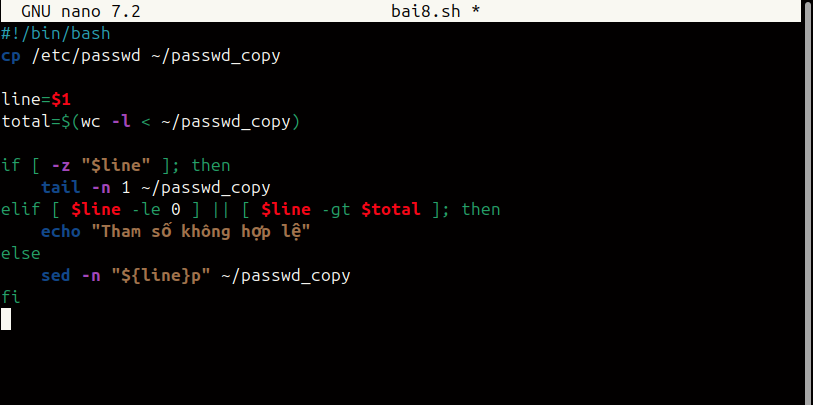 GNU nano 7.2 bai8.sh *
#!/bin/bash
cp /etc/passwd ~/passwd_copy

line=$1
total=$(wc -l < ~/passwd_copy)

if [ -z "$line" ]; then
    tail -n 1 ~/passwd_copy
elif [ $line -le 0 ] || [ $line -gt $total ]; then
    echo "Tham số không hợp lệ"
else
    sed -n "${line}p" ~/passwd_copy
fi